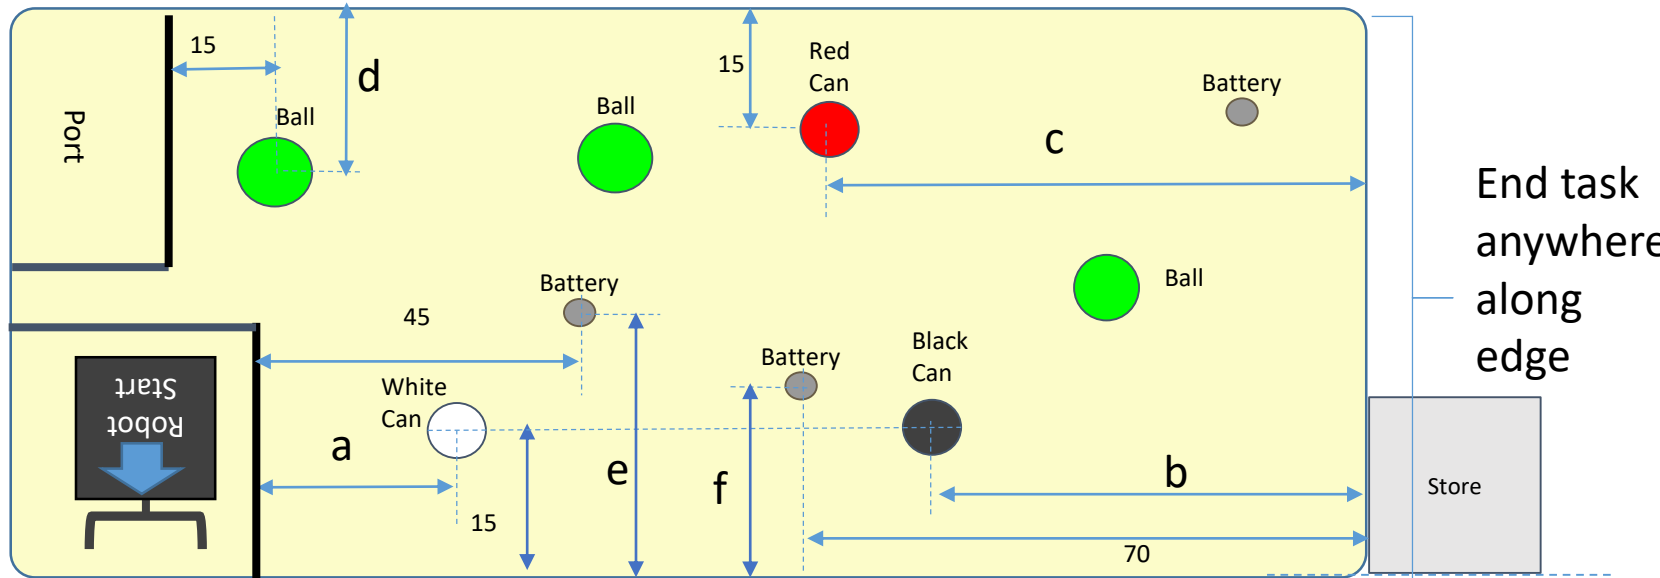 15
d
Port
Ball
Ball
15
Red
Can
Battery
c
End task
anywhere
along
edge
Battery
Ball
45
Start
Robot
White
Can
Battery
Black
Can
a
e
f
b
15
70
Store